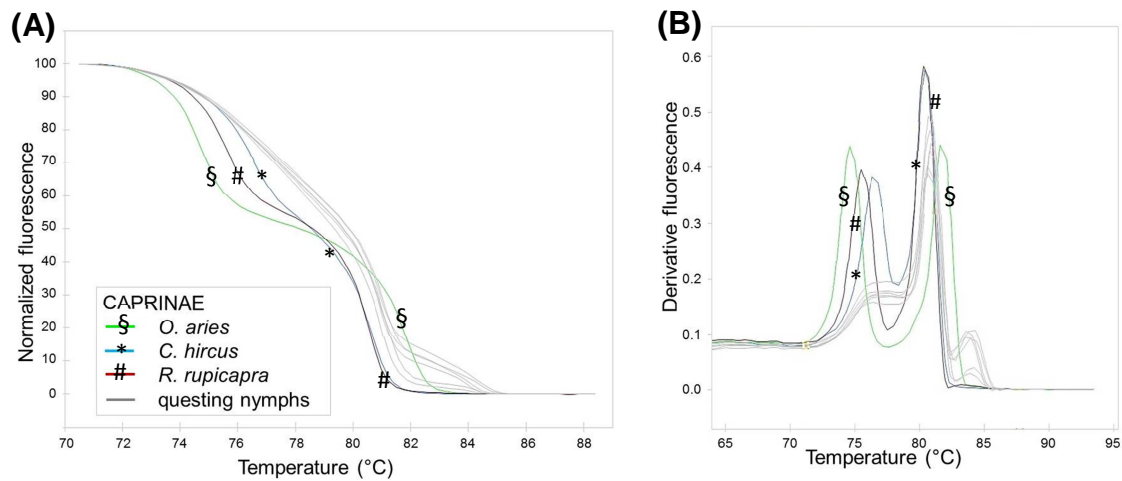 (A)
Normalized fluorescence
100
90
80
70
60
50
40
30
20
10
0
§
#
*
*
§
#
CAPRINAE
§ O. aries
* C. hircus
# R. rupicapra
questing nymphs
70 72 74 76 78 80 82 84 86 88
Temperature (°C)
(B)
Derivative fluorescence
0.6
0.5
0.4
0.3
0.2
0.1
0.0
#
*
§
§
#
*
65 70 75 80 85 90 95
Temperature (°C)